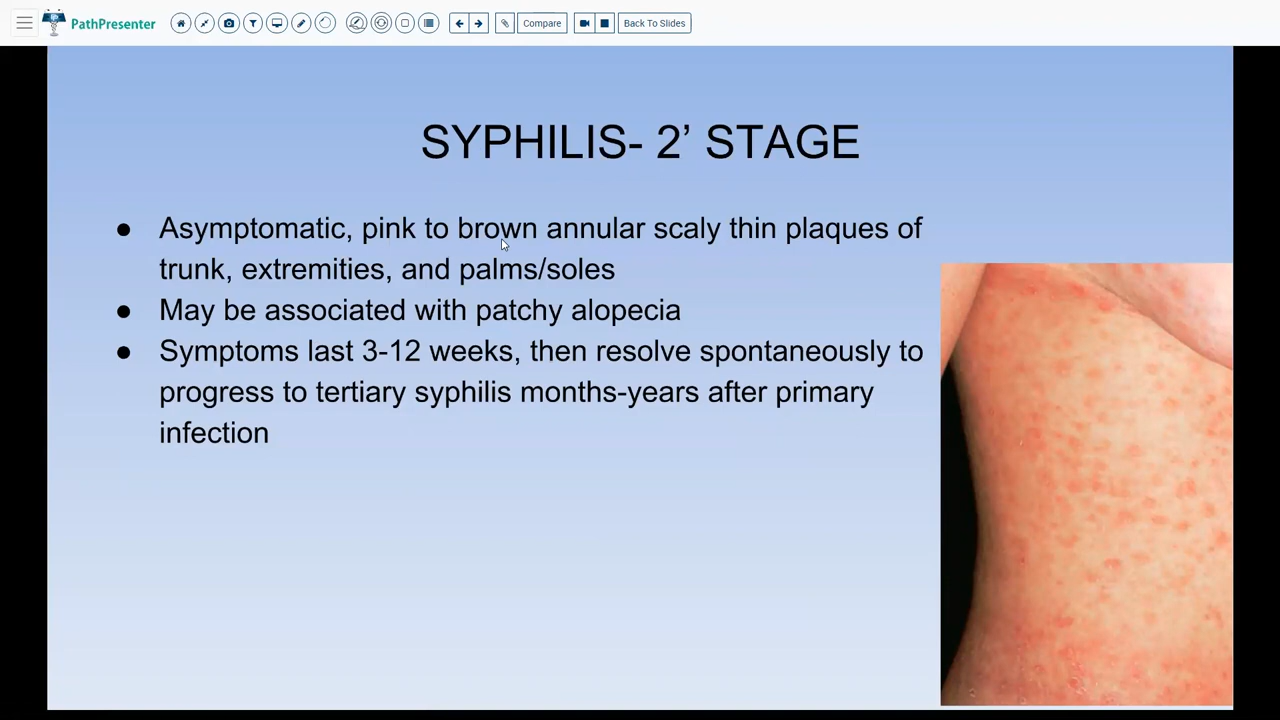 PathPresenter
Compare
Back To Slides
SYPHILIS- 2’ STAGE
● Asymptomatic, pink to brown annular scaly thin plaques of
trunk, extremities, and palms/soles
● May be associated with patchy alopecia
● Symptoms last 3-12 weeks, then resolve spontaneously to
progress to tertiary syphilis months-years after primary
infection